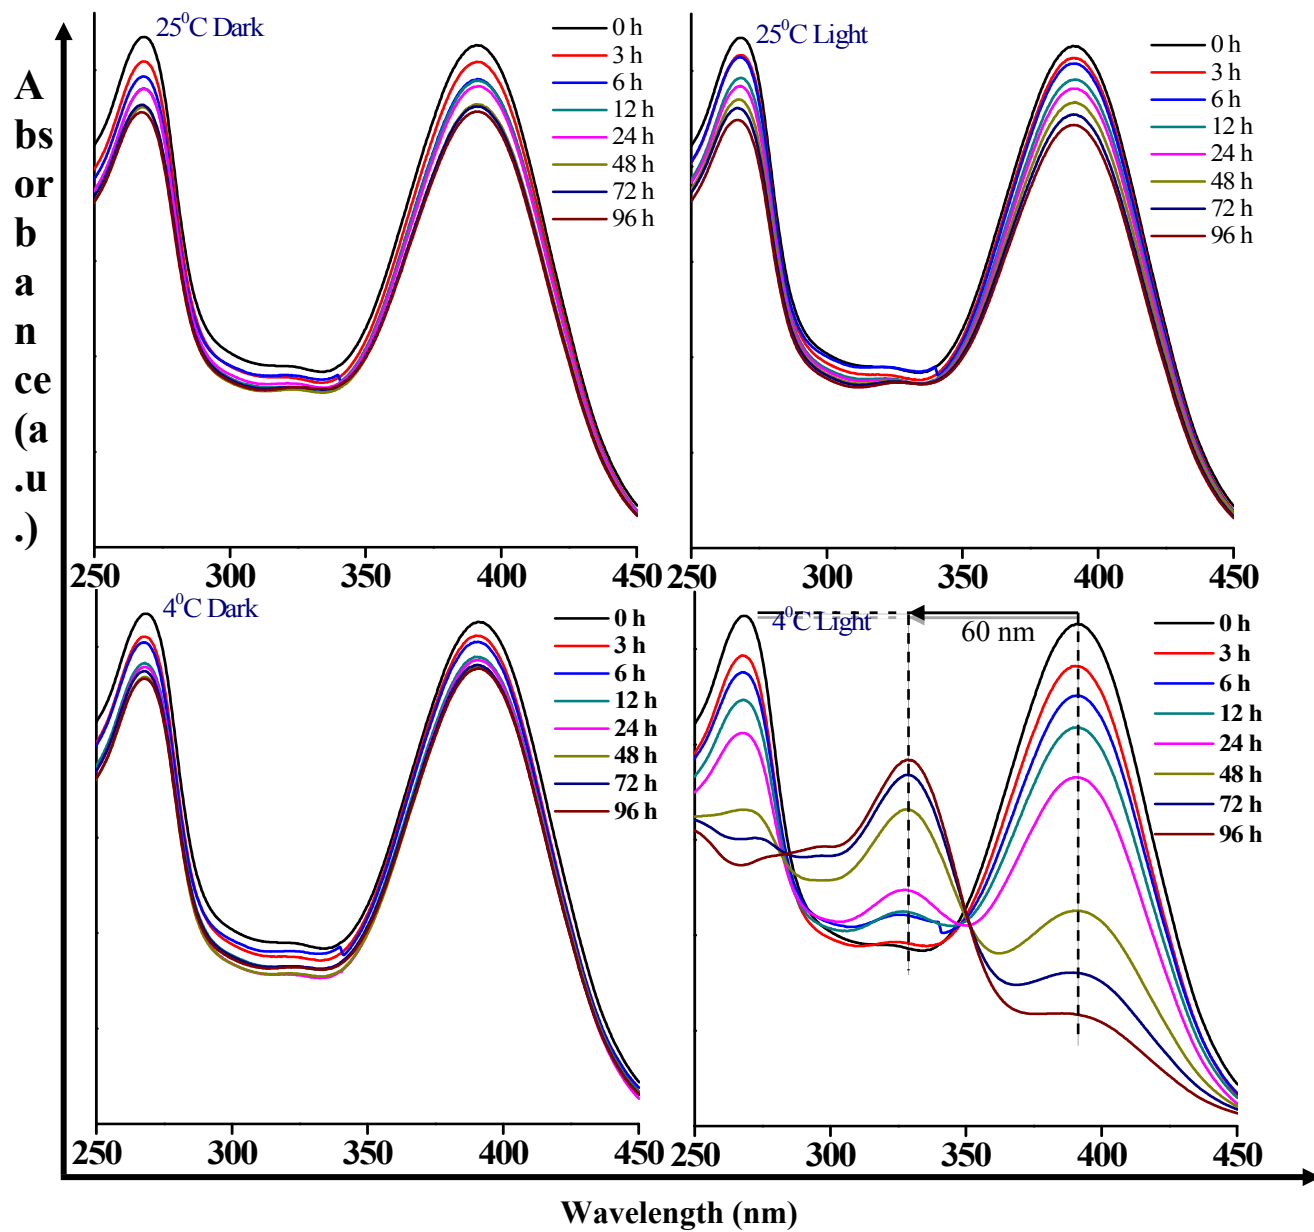 A
bs
or
b
a
n
ce
(a
.u
.)
25⁰C Dark
0 h
3 h
6 h
12 h
24 h
48 h
72 h
96 h
250 300 350 400 450
25⁰C Light
0 h
3 h
6 h
12 h
24 h
48 h
72 h
96 h
250 300 350 400 450
4⁰C Dark
0 h
3 h
6 h
12 h
24 h
48 h
72 h
96 h
250 300 350 400 450
4⁰C Light
60 nm
0 h
3 h
6 h
12 h
24 h
48 h
72 h
96 h
250 300 350 400 450
Wavelength (nm)